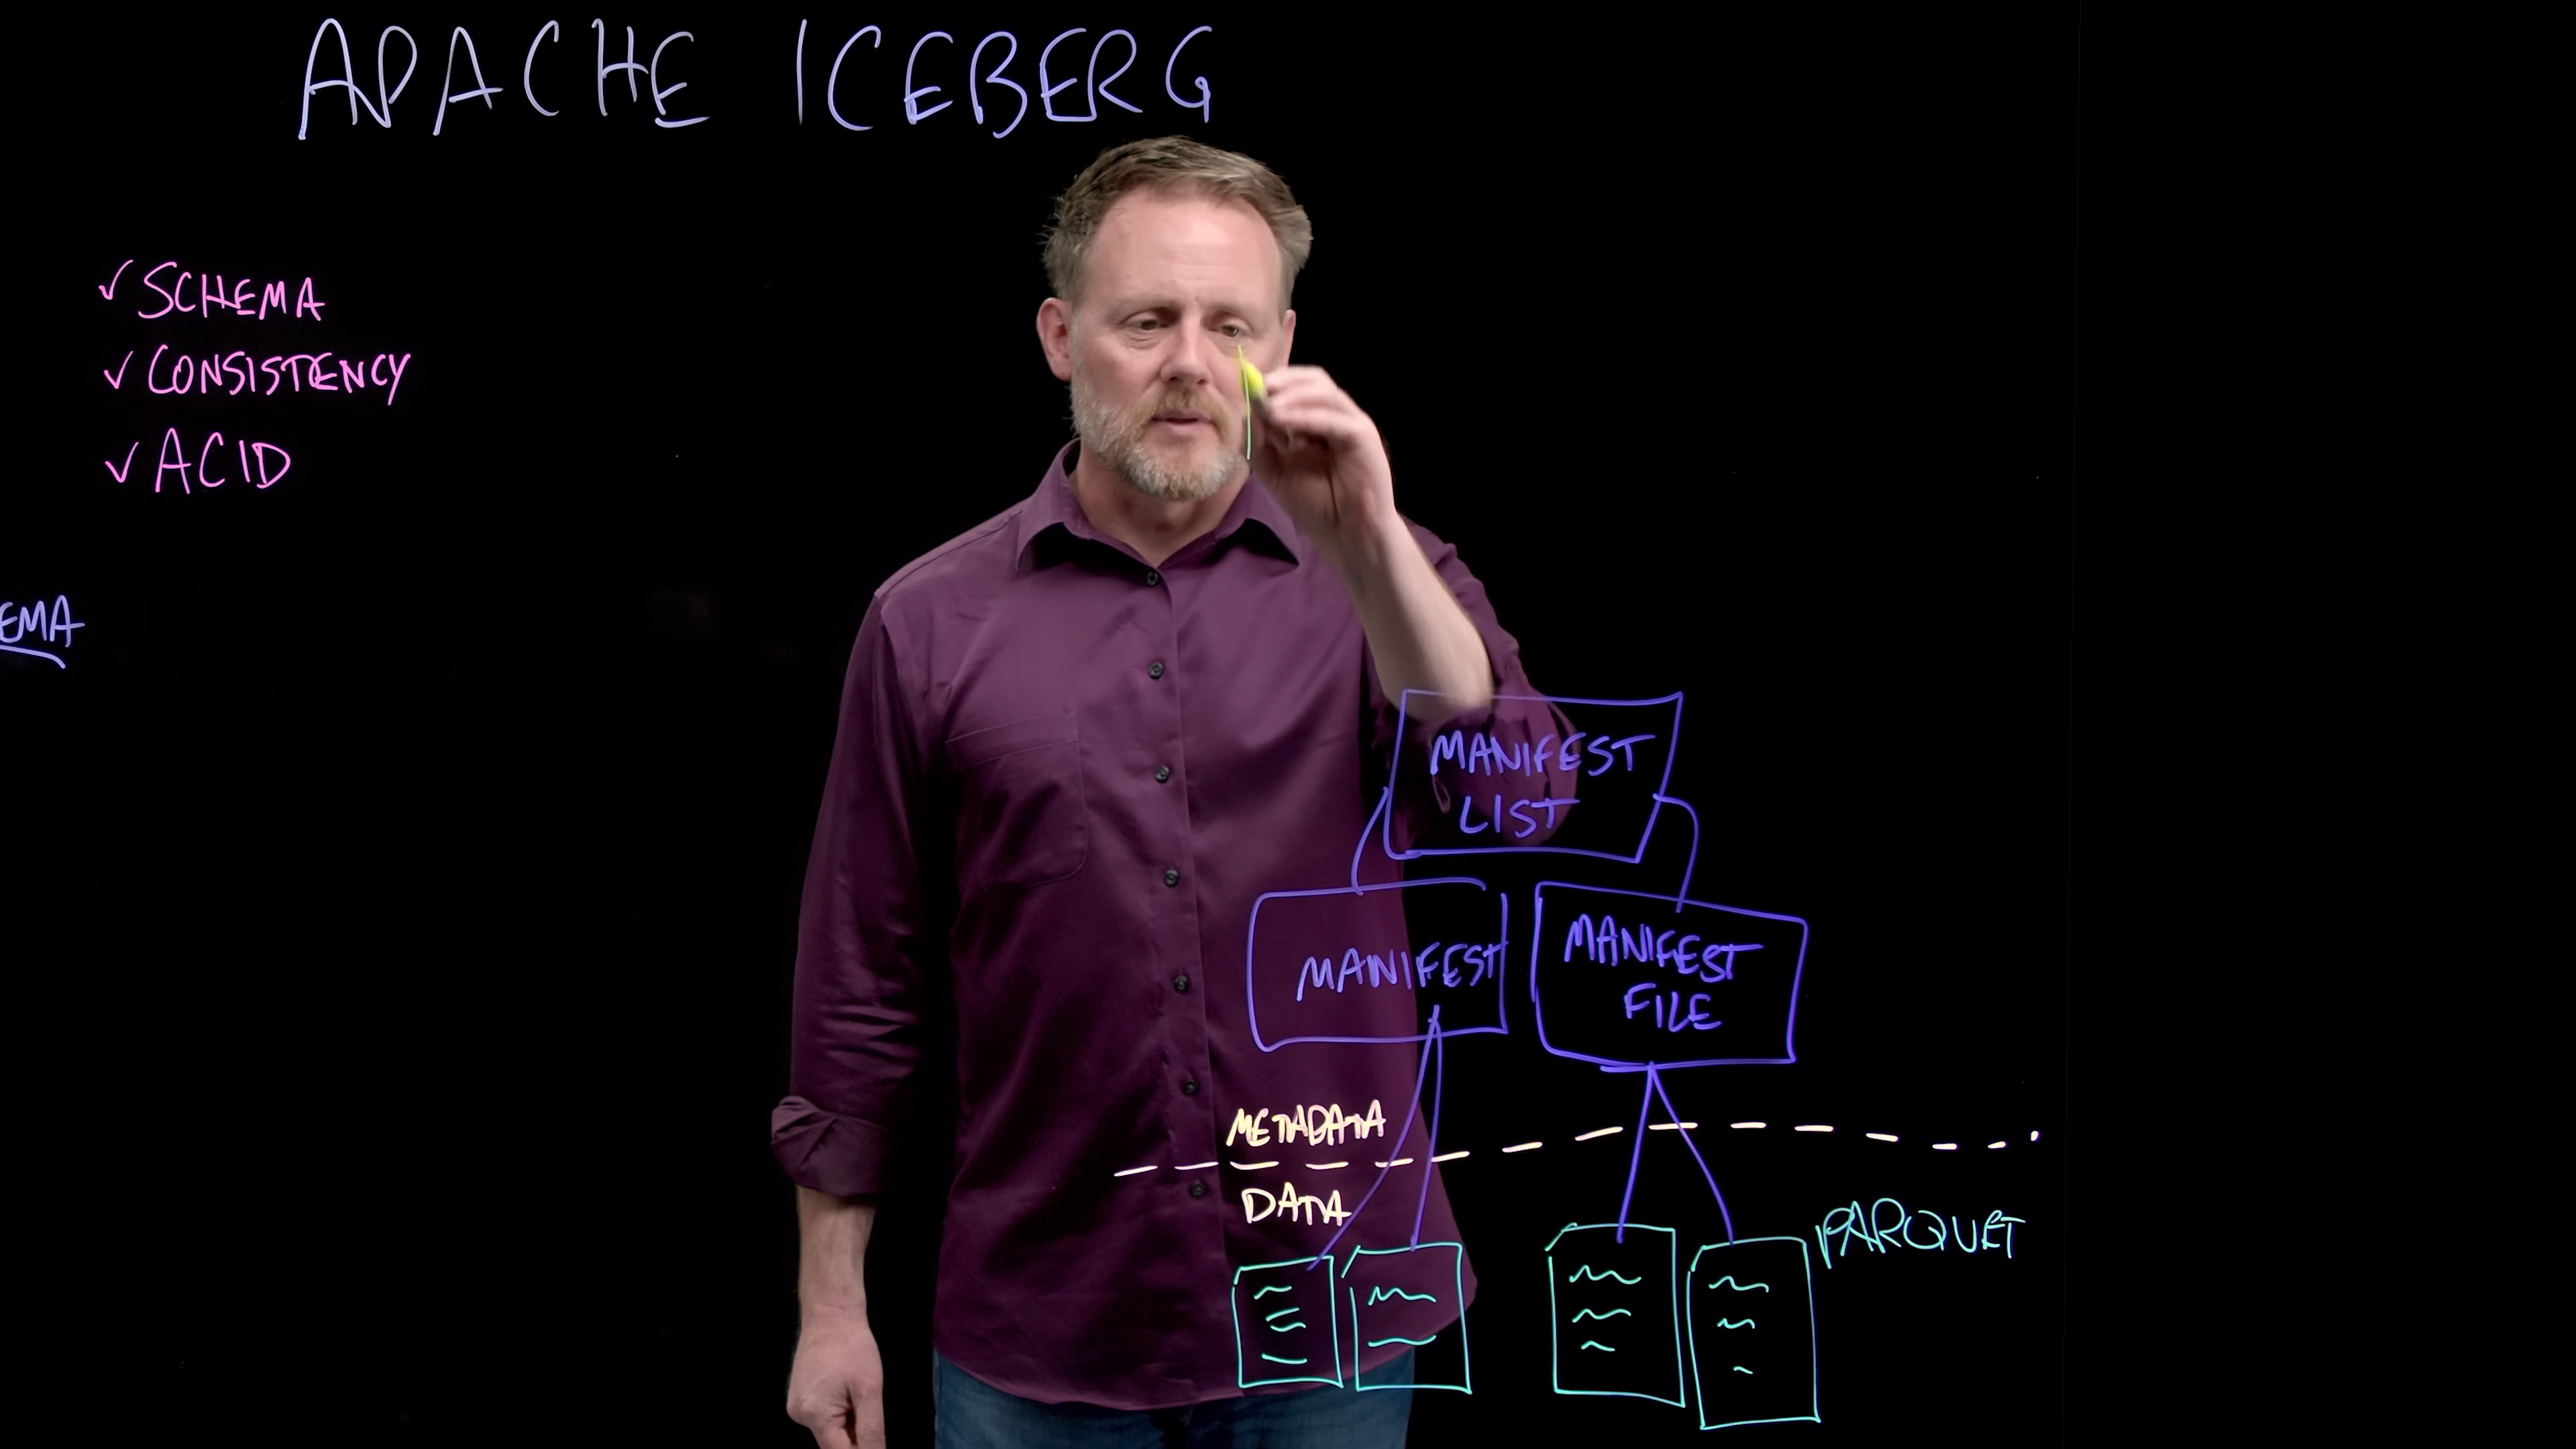 APACHE ICEBERG
✓ SCHEMA
✓ CONSISTENCY
✓ ACID
EMA
MANIFEST
LIST
MANIFEST
MANIFEST
FILE
METADATA
DATA
PARQUET